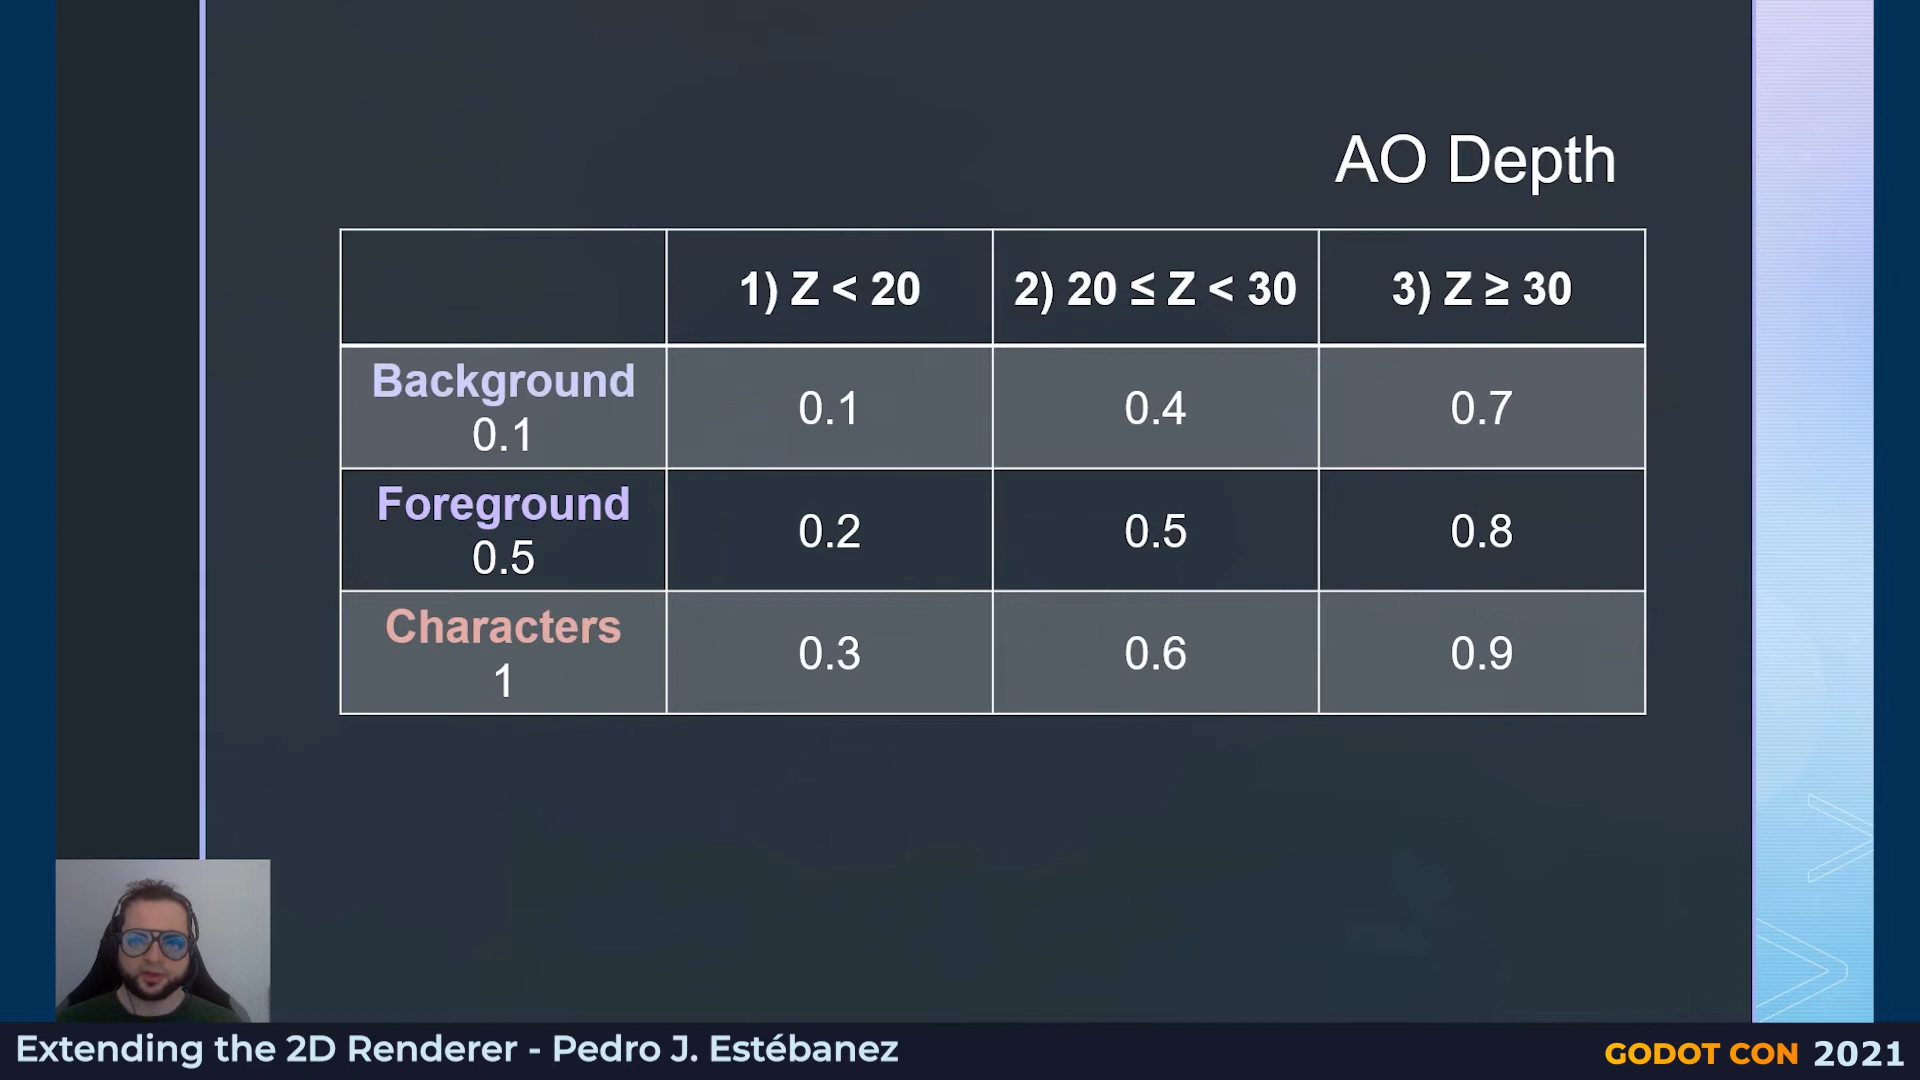 AO Depth
1) Z < 20
2) 20 ≤ Z < 30
3) Z ≥ 30
Background
0.1
0.1
0.4
0.7
Foreground
0.5
0.2
0.5
0.8
Characters
1
0.3
0.6
0.9
Extending the 2D Renderer - Pedro J. Estébanez
GODOT CON 2021